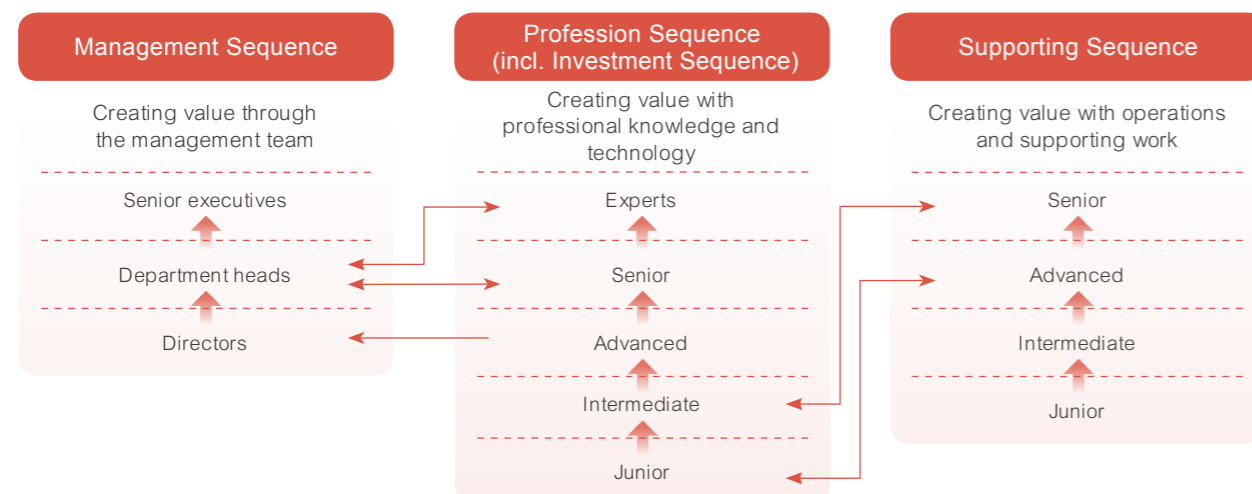 Management Sequence
Creating value through
the management team
Senior executives
Department heads
Directors
Profession Sequence
(incl. Investment Sequence)
Creating value with
professional knowledge and
technology
Experts
Senior
Advanced
Intermediate
Junior
Supporting Sequence
Creating value with operations
and supporting work
Senior
Advanced
Intermediate
Junior